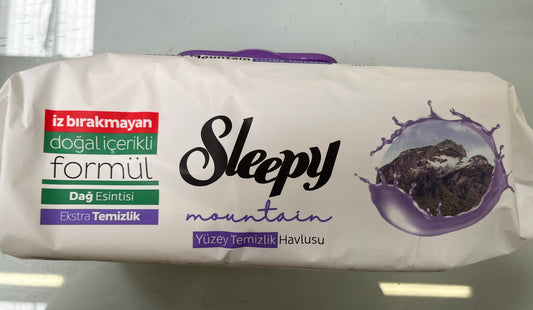 iz bırakmayan
doğal içerikli
formül
Dağ Esintisi
Ekstra Temizlik
Sleepy
mountain
Yüzey Temizlik Havlusu